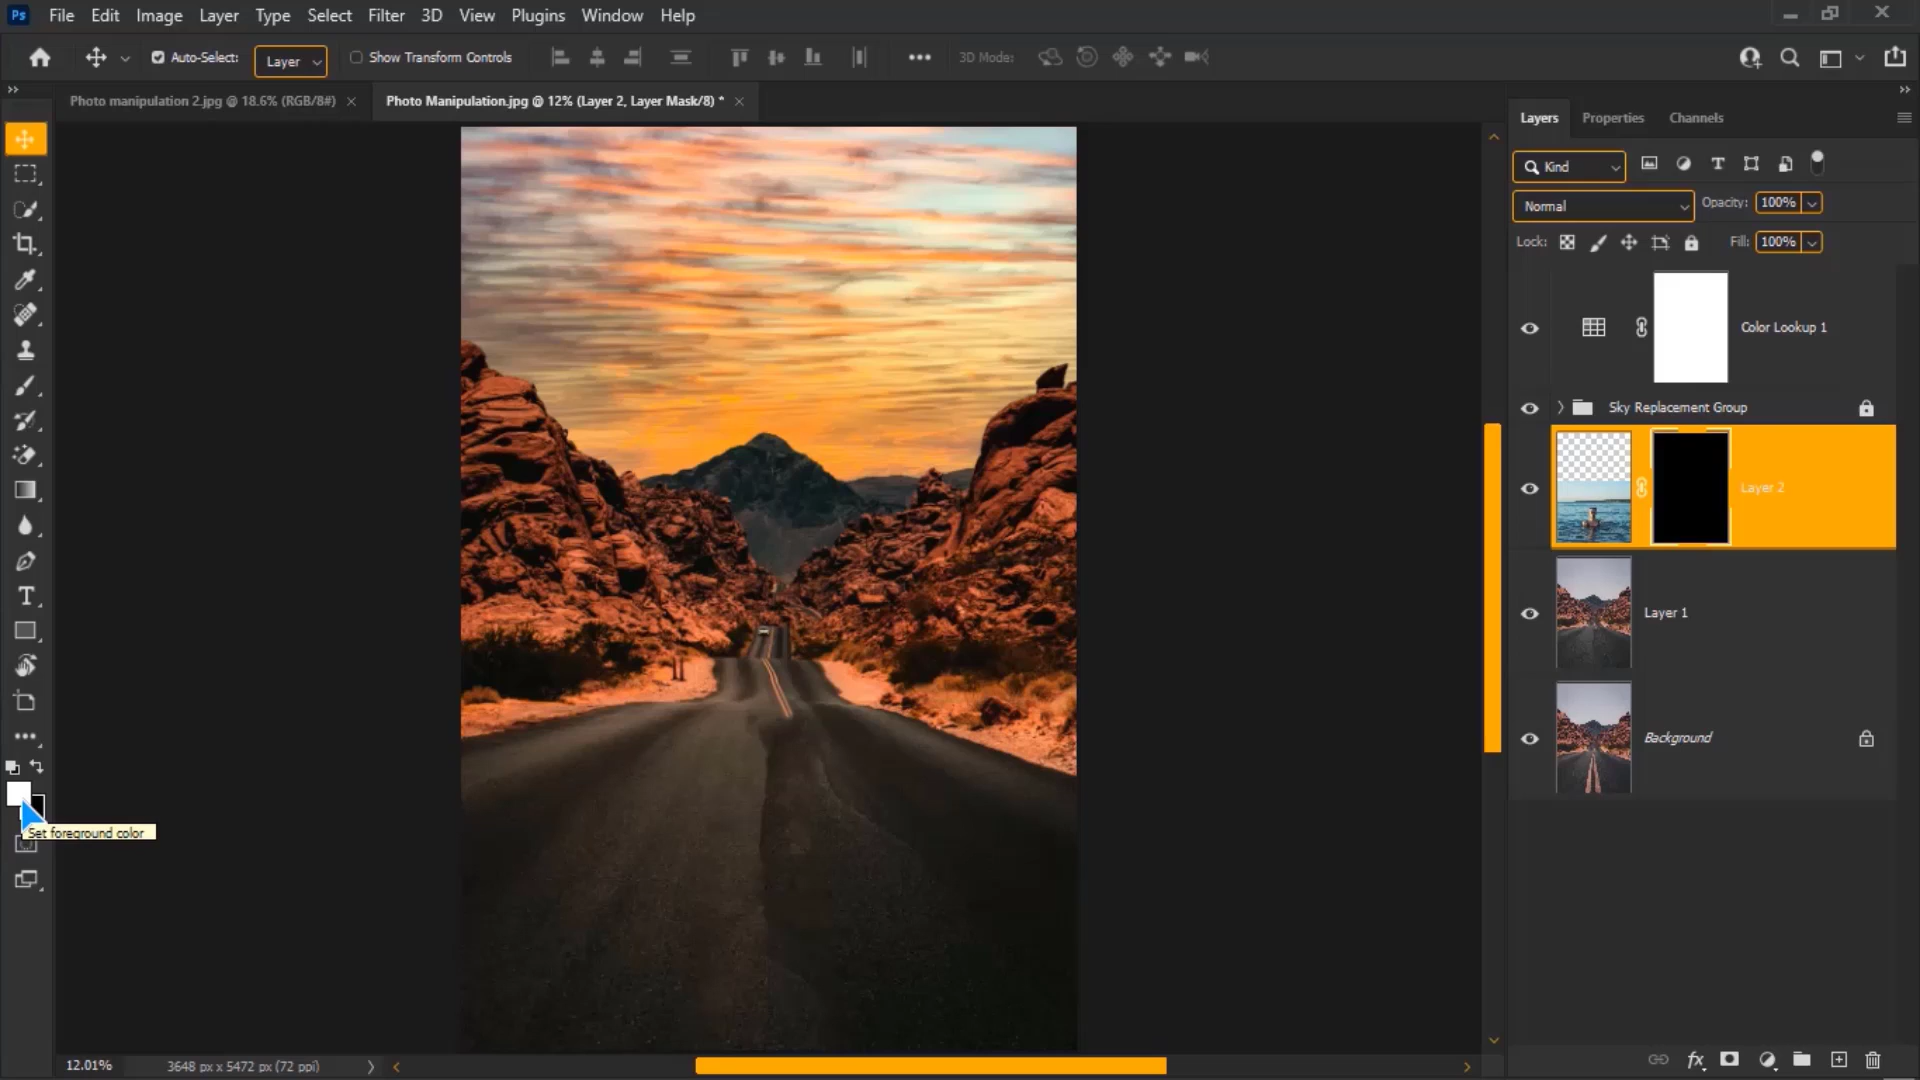 Ps File Edit Image Layer Type Select Filter 3D View Plugins Window Help
Auto-Select: Layer Show Transform Controls 3D Mode:
Photo manipulation 2.jpg @ 18.6% (RGB/8#) Photo Manipulation.jpg @ 12% (Layer 2, Layer Mask/8) *
Layers Properties Channels
Kind
Normal Opacity: 100%
Lock: Fill: 100%
Color Lookup 1
Sky Replacement Group
Layer 2
Layer 1
Background
Set foreground color
12.01% 3648 px x 5472 px (72 ppi)
fx